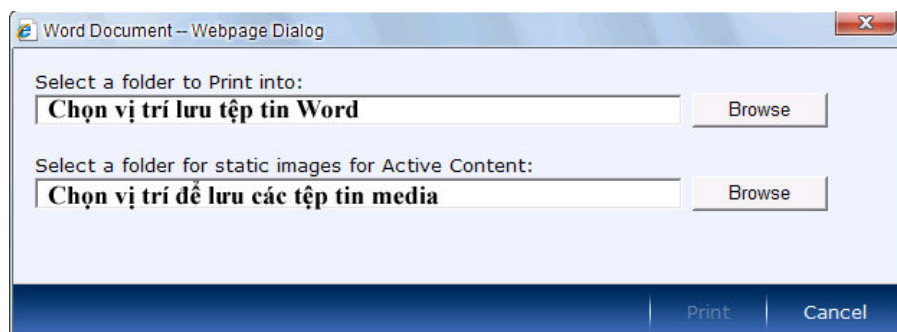 Word Document -- Webpage Dialog
Select a folder to Print into:
Chọn vị trí lưu tệp tin Word
Browse
Select a folder for static images for Active Content:
Chọn vị trí để lưu các tệp tin media
Browse
Print
Cancel